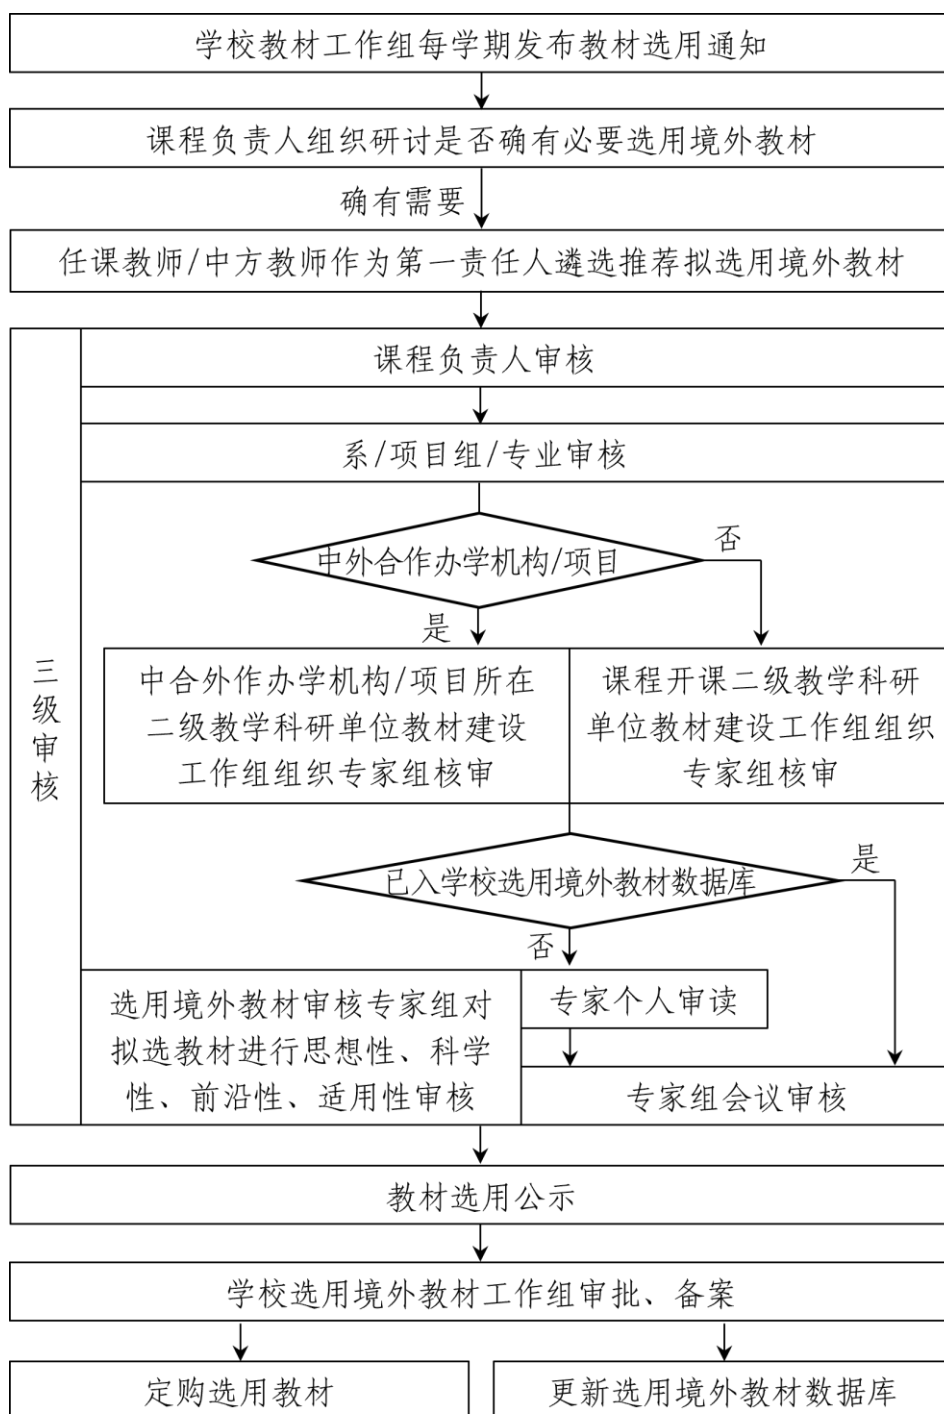 学校教材工作组每学期发布教材选用通知
课程负责人组织研讨是否确有必要选用境外教材
确有需要
任课教师/中方教师作为第一责任人遴选推荐拟选用境外教材
三级审核
课程负责人审核
系/项目组/专业审核
中外合作办学机构/项目
否
是
中合外作办学机构/项目所在
二级教学科研单位教材建设
工作组组织专家组核审
课程开课二级教学科研
单位教材建设工作组组织
专家组核审
已入学校选用境外教材数据库
是
否
选用境外教材审核专家组对
拟选教材进行思想性、科学
性、前沿性、适用性审核
专家个人审读
专家组会议审核
教材选用公示
学校选用境外教材工作组审批、备案
定购选用教材
更新选用境外教材数据库